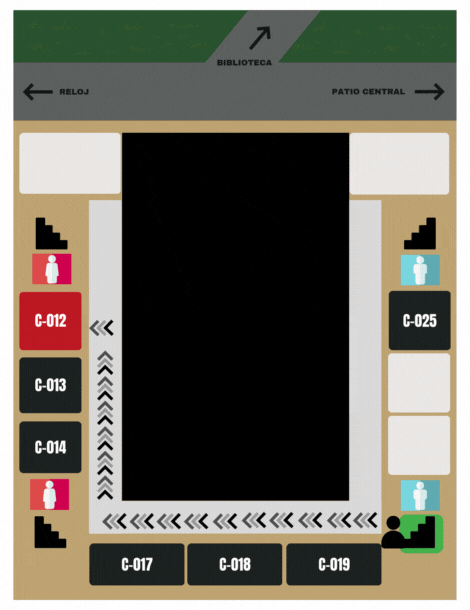 BIBLIOTECA
RELOJ
PATIO CENTRAL
C-012
C-025
C-013
C-014
C-017
C-018
C-019